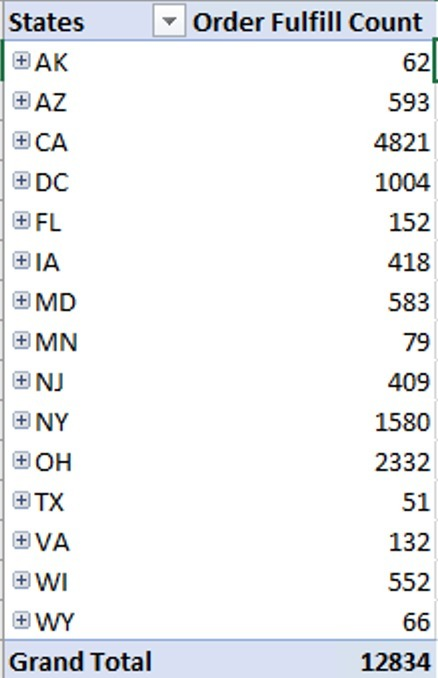 States Order Fulfill Count
AK 62
AZ 593
CA 4821
DC 1004
FL 152
IA 418
MD 583
MN 79
NJ 409
NY 1580
OH 2332
TX 51
VA 132
WI 552
WY 66
Grand Total 12834